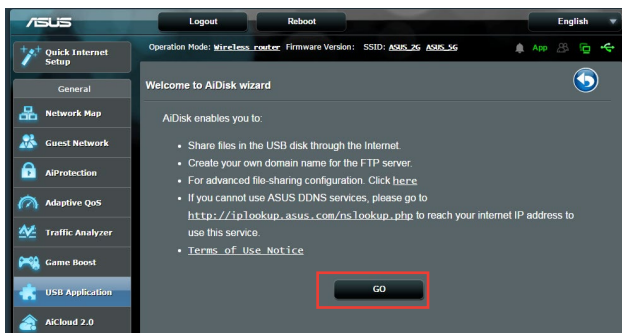 ASUS
Logout
Reboot
English
Quick Internet
Setup
Operation Mode: Wireless router Firmware Version: SSID: ASUS_2G ASUS_5G
App
General
Network Map
Guest Network
AiProtection
Adaptive QoS
Traffic Analyzer
Game Boost
USB Application
AiCloud 2.0
Welcome to AiDisk wizard
AiDisk enables you to:
• Share files in the USB disk through the Internet.
• Create your own domain name for the FTP server.
• For advanced file-sharing configuration. Click here
• If you cannot use ASUS DDNS services, please go to
http://iplookup.asus.com/nslookup.php to reach your internet IP address to
use this service.
• Terms of Use Notice
GO